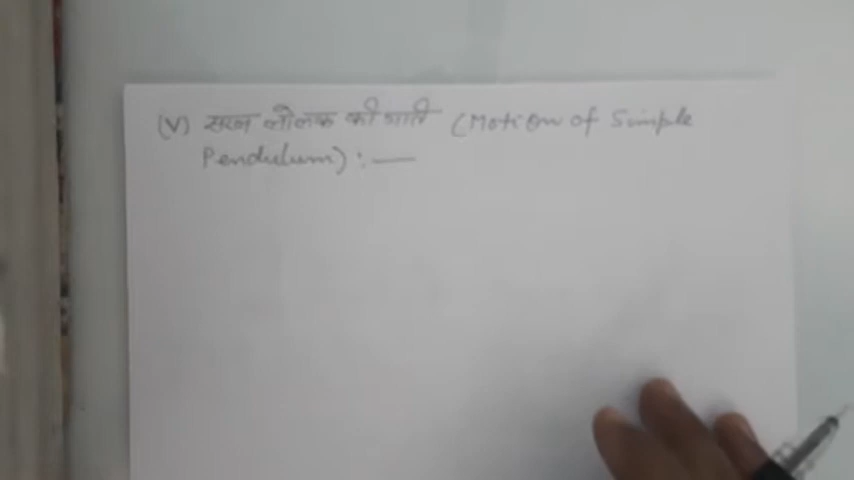 (V) सरल लोलक की गति (Motion of Simple
Pendulum) : —